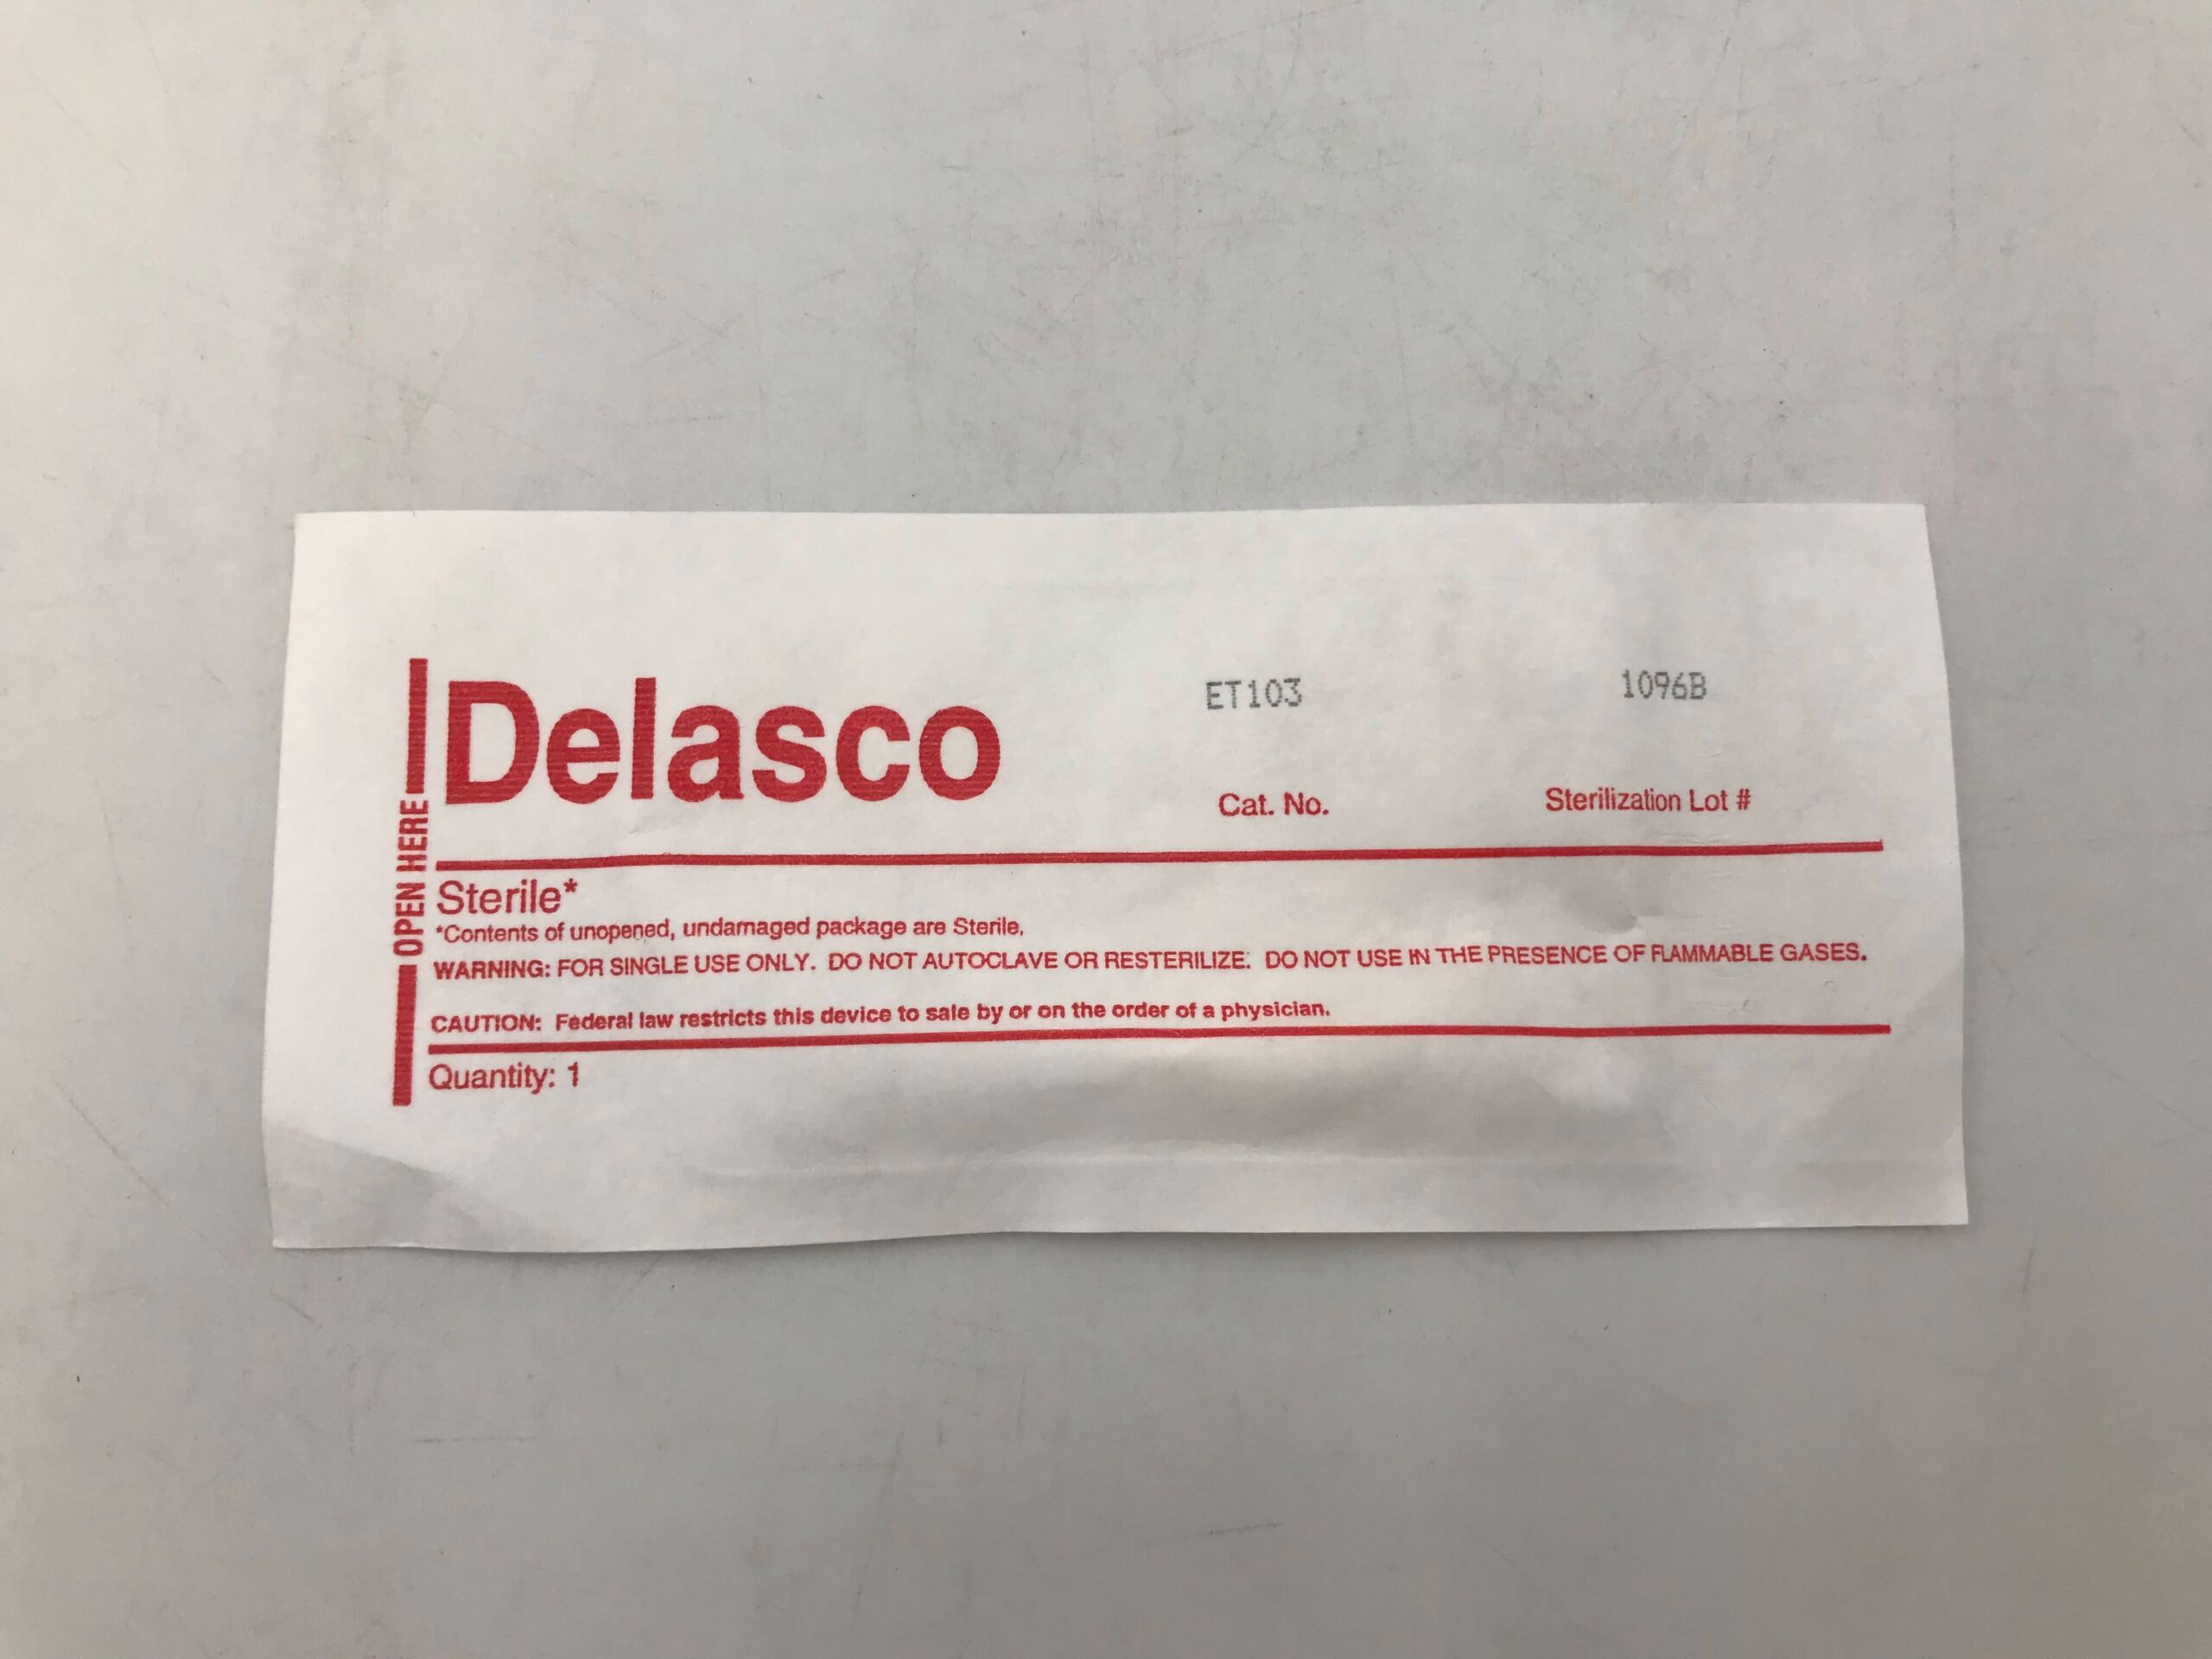 Delasco
ET103
1096B
Cat. No.
Sterilization Lot #
OPEN HERE
Sterile*
*Contents of unopened, undamaged package are Sterile.
WARNING: FOR SINGLE USE ONLY. DO NOT AUTOCLAVE OR RESTERILIZE. DO NOT USE IN THE PRESENCE OF FLAMMABLE GASES.
CAUTION: Federal law restricts this device to sale by or on the order of a physician.
Quantity: 1